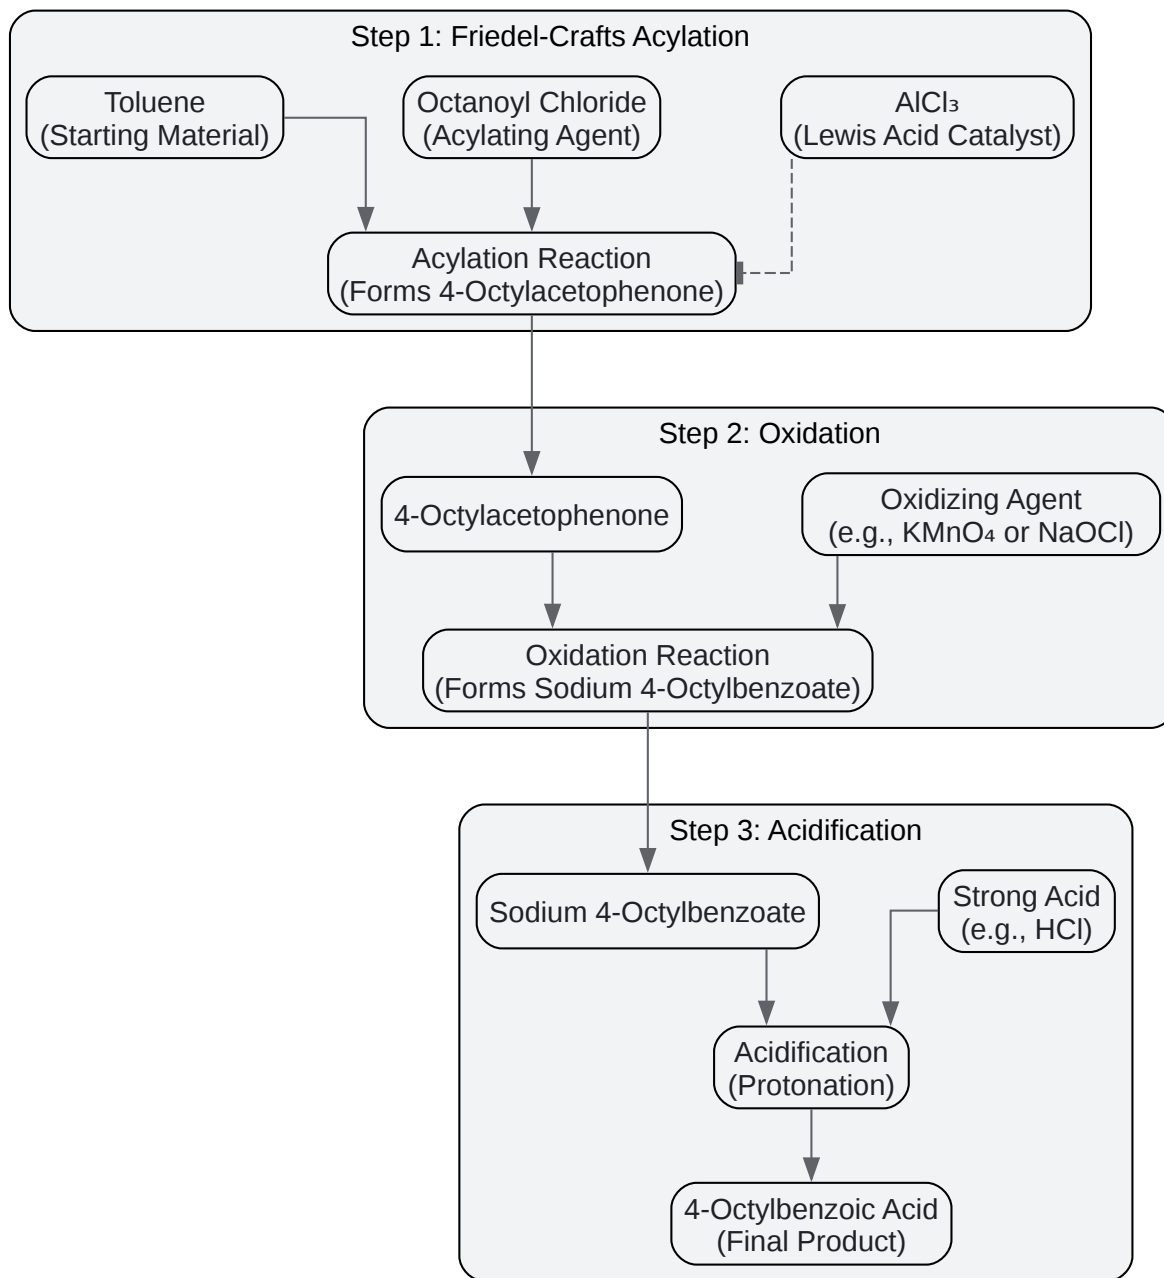 Step 1: Friedel-Crafts Acylation
Toluene
(Starting Material)
Octanoyl Chloride
(Acylating Agent)
AlCl₃
(Lewis Acid Catalyst)
Acylation Reaction
(Forms 4-Octylacetophenone)
Step 2: Oxidation
4-Octylacetophenone
Oxidizing Agent
(e.g., KMnO₄ or NaOCl)
Oxidation Reaction
(Forms Sodium 4-Octylbenzoate)
Step 3: Acidification
Sodium 4-Octylbenzoate
Strong Acid
(e.g., HCl)
Acidification
(Protonation)
4-Octylbenzoic Acid
(Final Product)